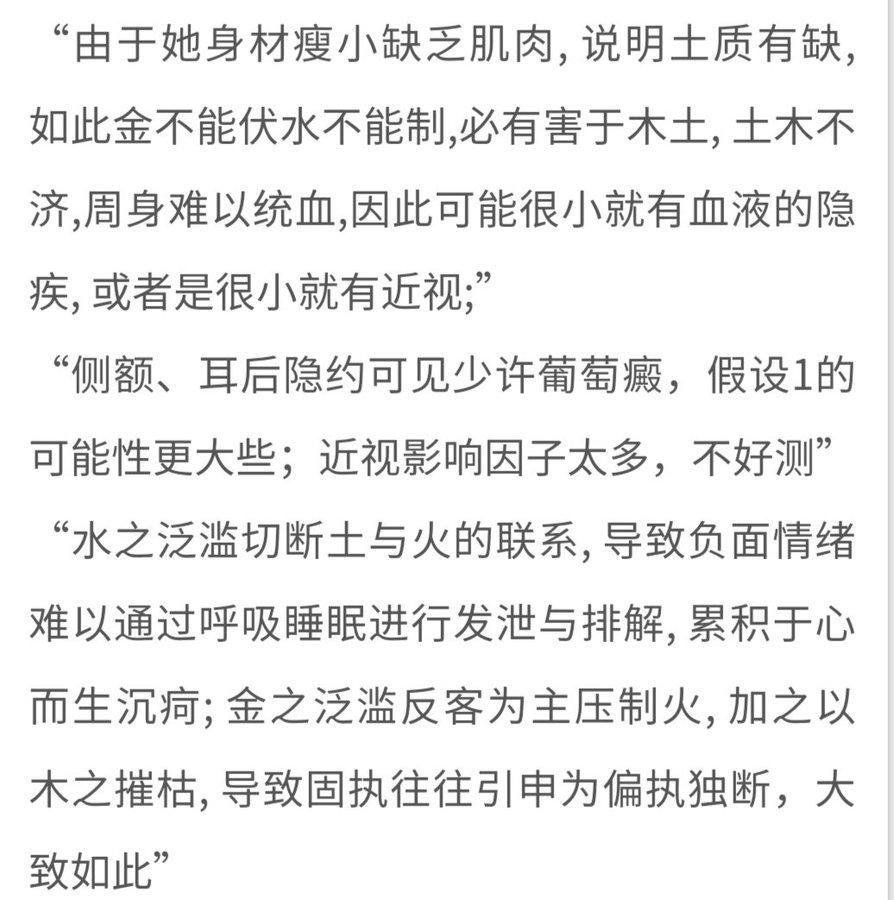 “由于她身材瘦小缺乏肌肉, 说明土质有缺,
如此金不能伏水不能制,必有害于木土, 土木不
济,周身难以统血,因此可能很小就有血液的隐
疾, 或者是很小就有近视;”
“侧额、耳后隐约可见少许葡萄癜，假设1的
可能性更大些；近视影响因子太多，不好测”
“水之泛滥切断土与火的联系, 导致负面情绪
难以通过呼吸睡眠进行发泄与排解, 累积于心
而生沉疴; 金之泛滥反客为主压制火, 加之以
木之摧枯, 导致固执往往引申为偏执独断，大
致如此”